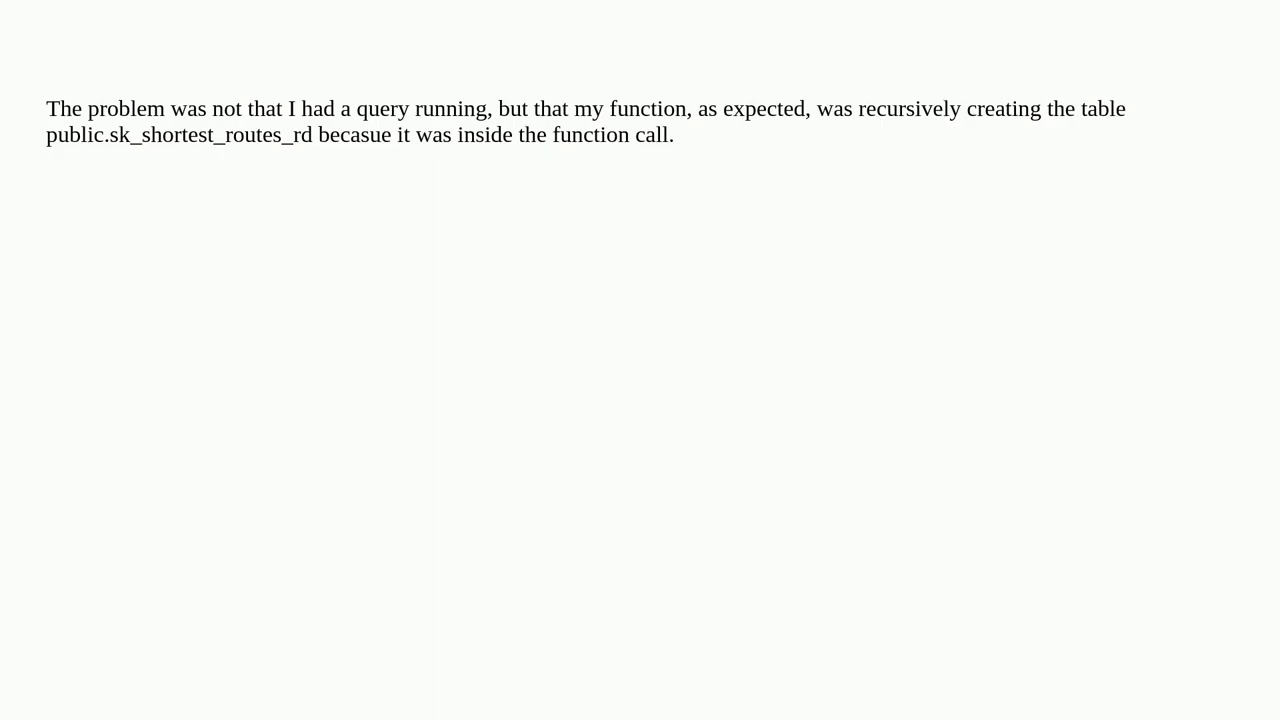 The problem was not that I had a query running, but that my function, as expected, was recursively creating the table
public.sk_shortest_routes_rd becasue it was inside the function call.